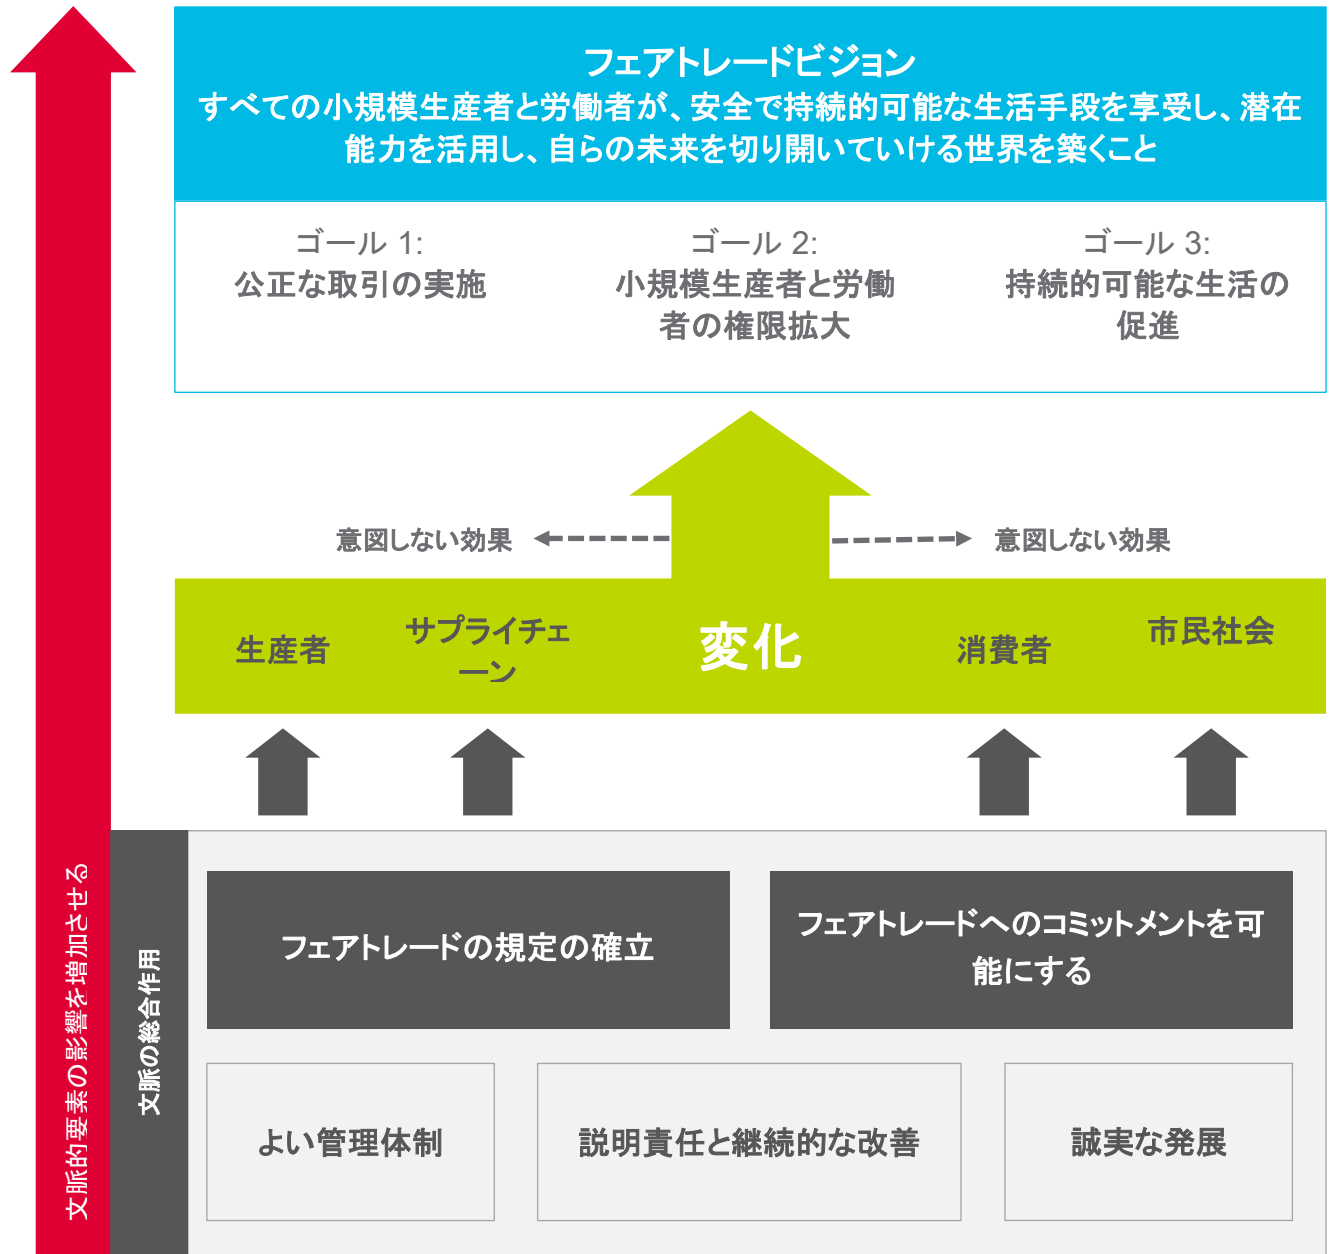 フェアトレードビジョン
すべての小規模生産者と労働者が、安全で持続的可能な生活手段を享受し、潜在
能力を活用し、自らの未来を切り開いていける世界を築くこと
ゴール 1:
公正な取引の実施
ゴール 2:
小規模生産者と労働
者の権限拡大
ゴール 3:
持続的可能な生活の
促進
意図しない効果
意図しない効果
生産者
サプライチェ
ーン
変化
消費者
市民社会
文脈的要素の影響を増加させる
文脈の総合作用
フェアトレードの規定の確立
フェアトレードへのコミットメントを可
能にする
よい管理体制
説明責任と継続的な改善
誠実な発展